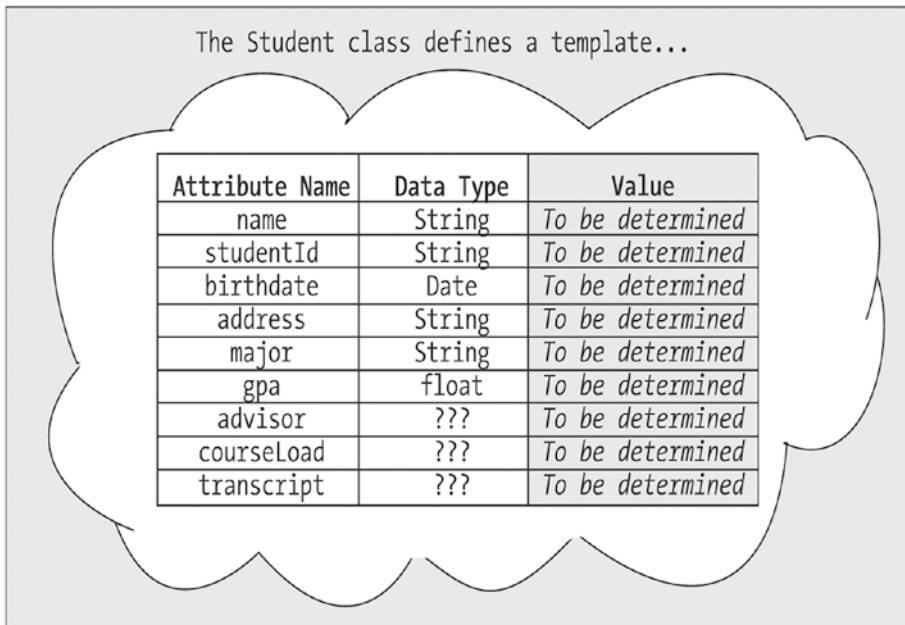 The Student class defines a template...
Attribute Name Data Type Value
name String To be determined
studentId String To be determined
birthdate Date To be determined
address String To be determined
major String To be determined
gpa float To be determined
advisor ??? To be determined
courseLoad ??? To be determined
transcript ??? To be determined